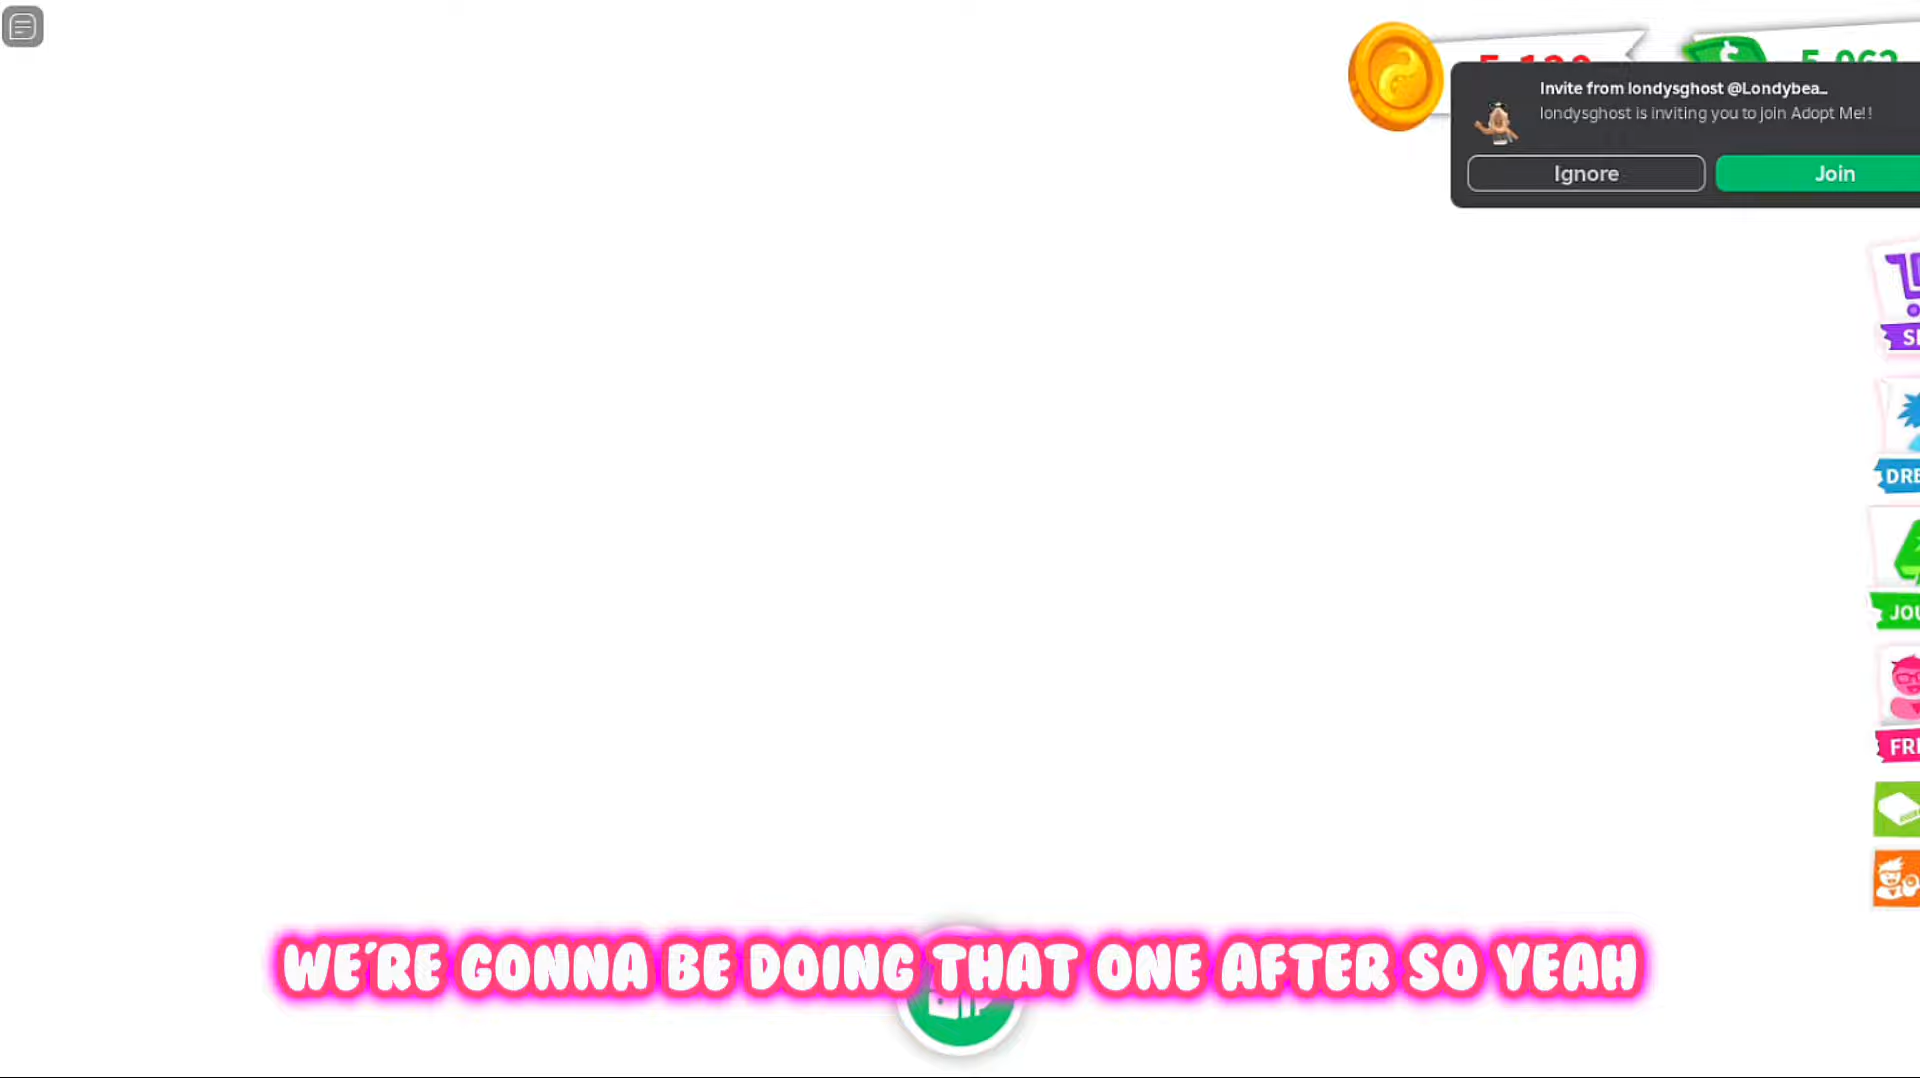 Invite from londysghost @Londybea...
londysghost is inviting you to join Adopt Me!!
Ignore
Join
WE'RE GONNA BE DOING THAT ONE AFTER SO YEAH